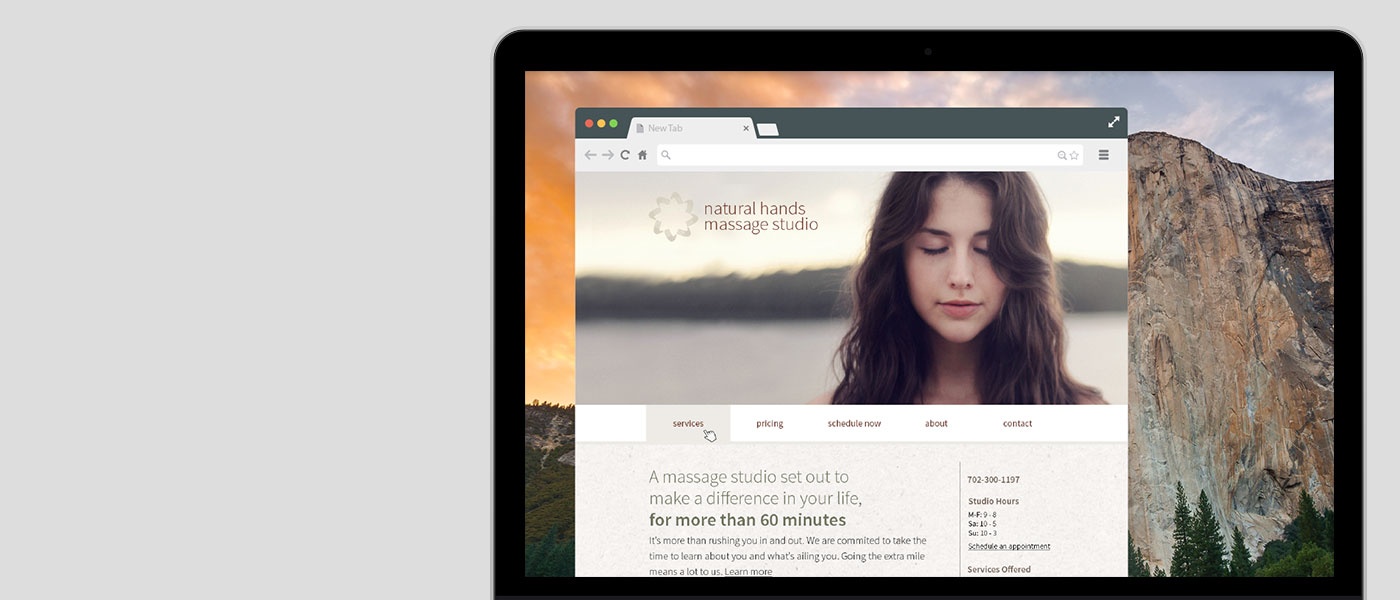 New Tab
natural hands
massage studio
services pricing schedule now about contact
A massage studio set out to
make a difference in your life,
for more than 60 minutes
It's more than rushing you in and out. We are commited to take the
time to learn about you and what's ailing you. Going the extra mile
means a lot to us. Learn more
702-300-1197
Studio Hours
M-F: 9 - 8
Sa: 10 - 5
Su: 10 - 3
Schedule an appointment
Services Offered